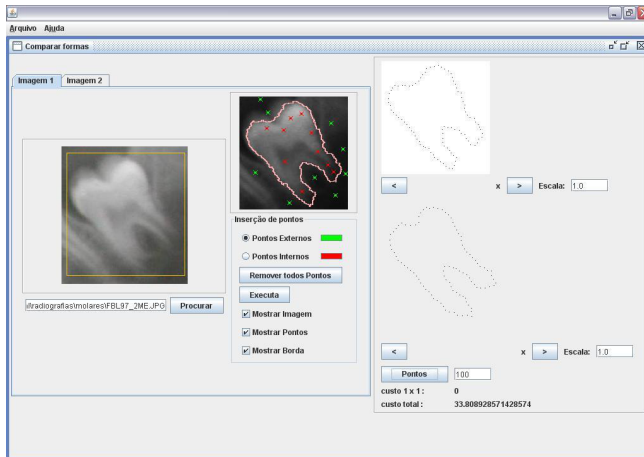 Arquivo Ajuda
Comparar formas
Imagem 1 Imagem 2
Inserção de pontos
Pontos Externos
Pontos Internos
Remover todos Pontos
Executa
Mostrar Imagem
Mostrar Pontos
Mostrar Borda
il\radiografias\molares\FBL97_2ME.JPG Procurar
< x > Escala: 1.0
< x > Escala: 1.0
Pontos 100
custo 1 x 1 : 0
custo total : 33.808928571428574